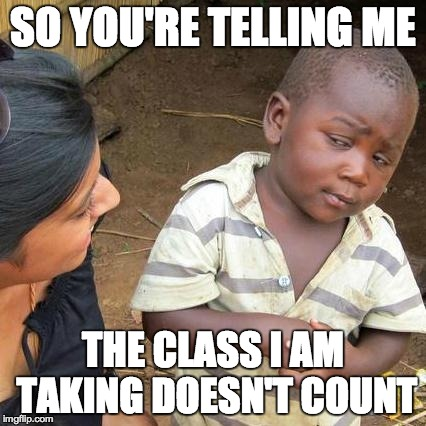 SO YOU'RE TELLING ME
THE CLASS I AM
TAKING DOESN'T COUNT
imgflip.com